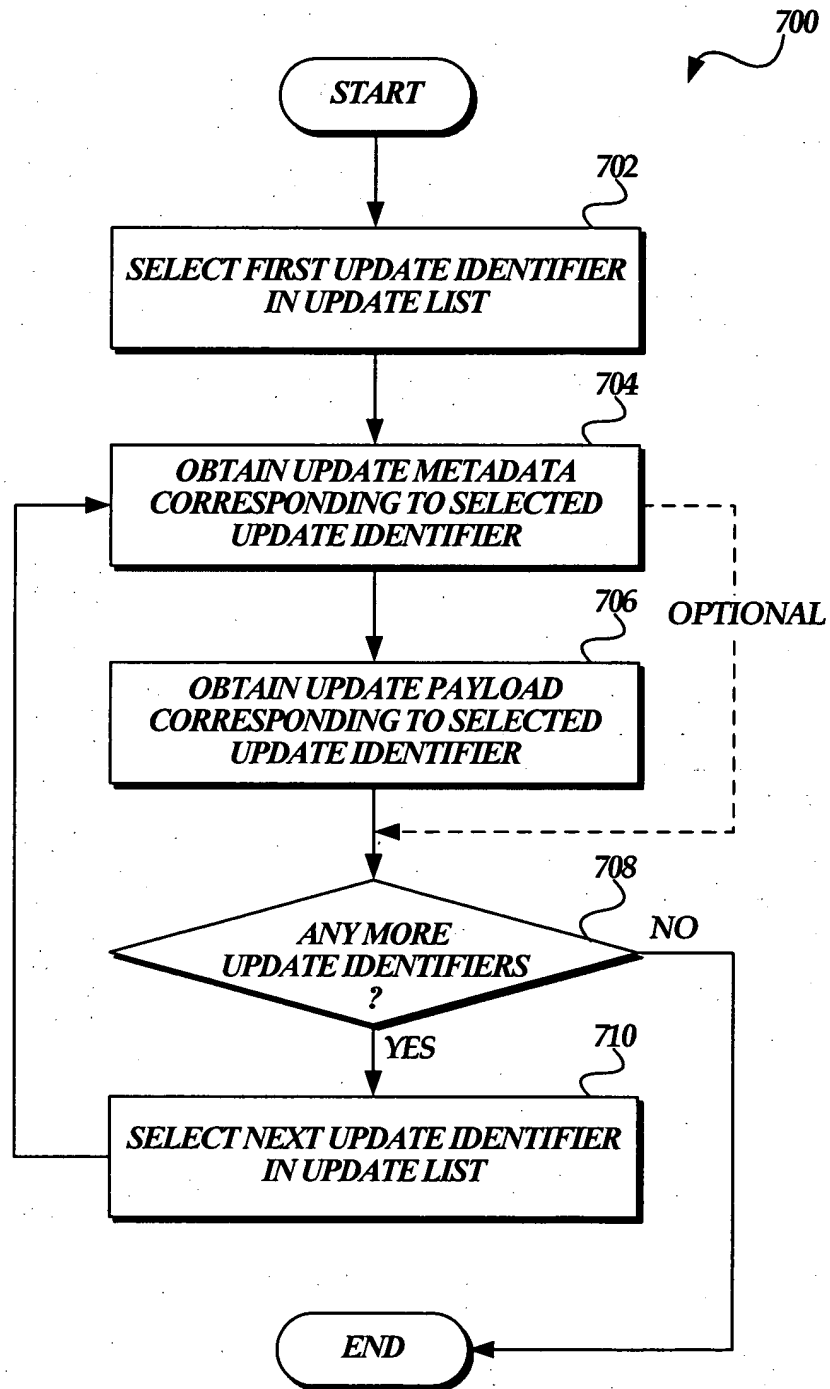 700
START
702
SELECT FIRST UPDATE IDENTIFIER
IN UPDATE LIST
704
OBTAIN UPDATE METADATA
CORRESPONDING TO SELECTED
UPDATE IDENTIFIER
706
OPTIONAL
OBTAIN UPDATE PAYLOAD
CORRESPONDING TO SELECTED
UPDATE IDENTIFIER
708
NO
ANY MORE
UPDATE IDENTIFIERS
?
YES
710
SELECT NEXT UPDATE IDENTIFIER
IN UPDATE LIST
END